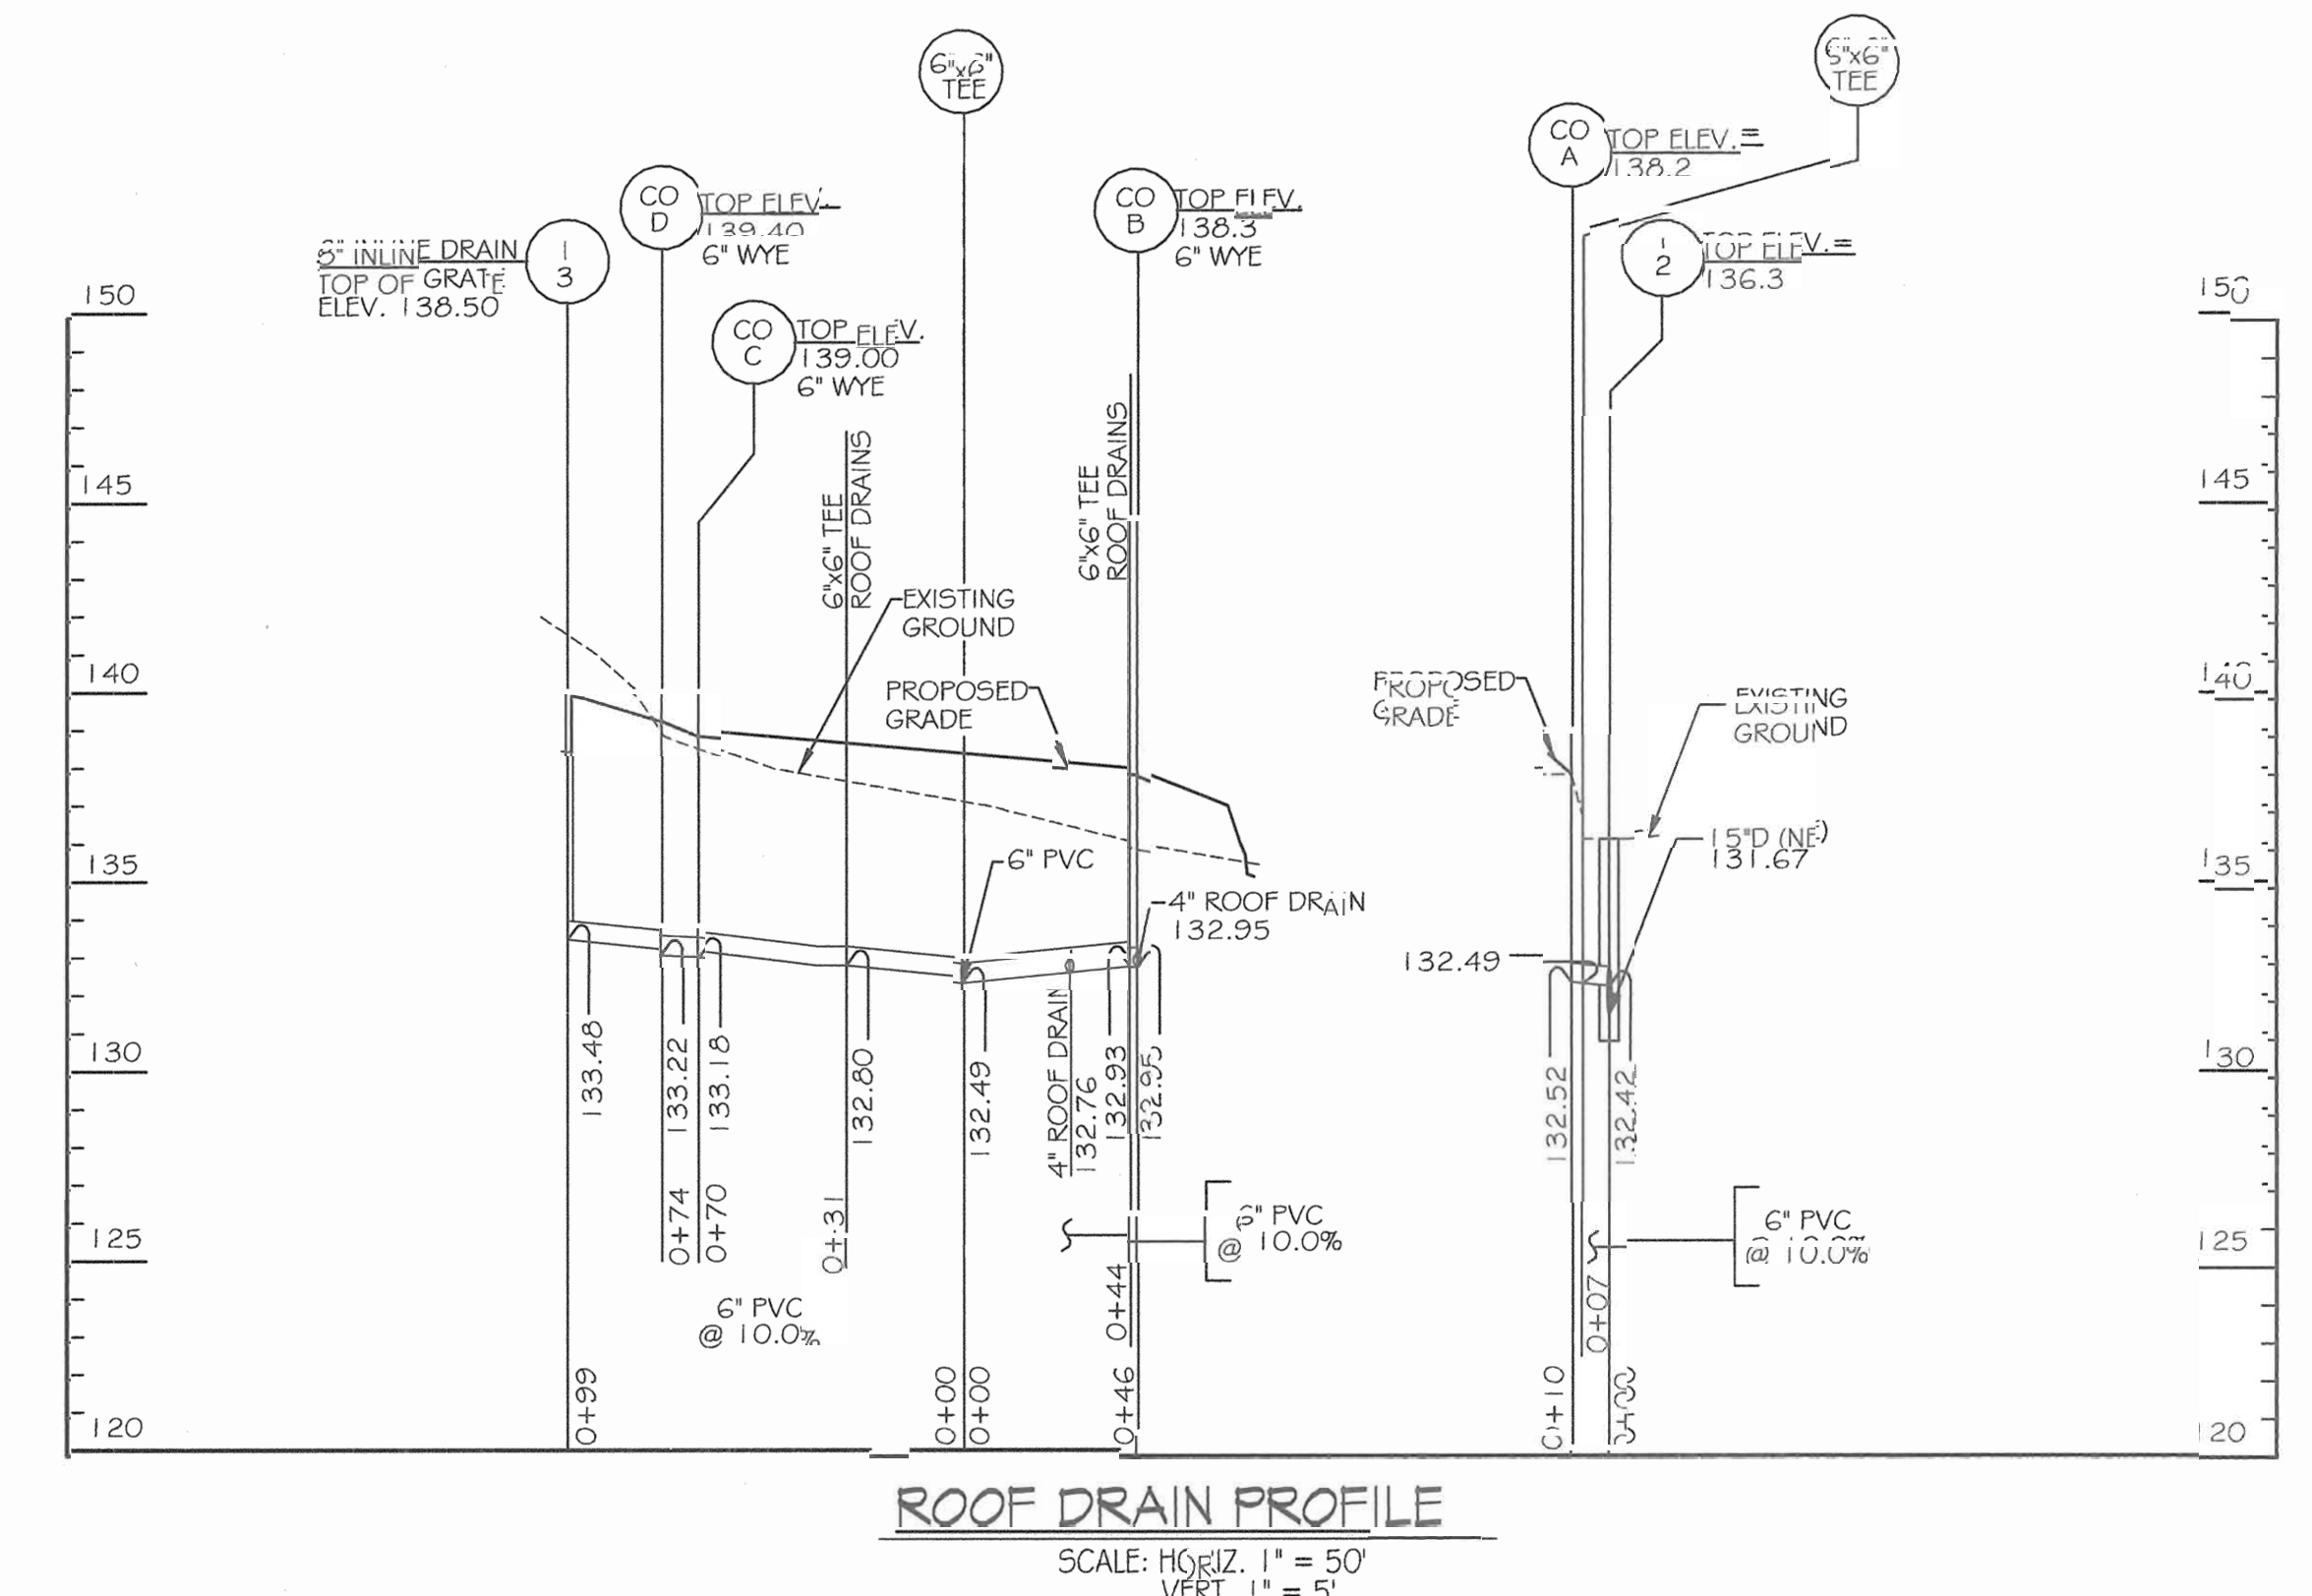 6"x6"
TEE
6"x6"
TEE
CO
A
TOP ELEV. =
138.2
CO
D
TOP ELEV.
139.40
6" WYE
CO
B
TOP ELEV.
138.3
6" WYE
8" INLINE DRAIN
TOP OF GRATE
ELEV. 138.50
1
3
1
2
TOP ELEV. =
136.3
CO
C
TOP ELEV.
139.00
6" WYE
150
145
140
135
130
125
120
150
145
140
135
130
125
120
6"x6" TEE
ROOF DRAINS
6"x6" TEE
ROOF DRAINS
EXISTING
GROUND
PROPOSED
GRADE
PROPOSED
GRADE
EXISTING
GROUND
6" PVC
15"D (NE)
131.67
4" ROOF DRAIN
132.95
132.49
133.48
133.22
133.18
132.80
132.49
4" ROOF DRAIN
132.76
132.93
132.95
132.52
132.42
0+74
0+70
0+31
6" PVC
@ 10.0%
6" PVC
@ 10.0%
6" PVC
@ 10.0%
0+44
0+07
0+99
0+00
0+00
0+46
0+10
0+00
ROOF DRAIN PROFILE
SCALE: HORIZ. 1" = 50'
VERT. 1" = 5'